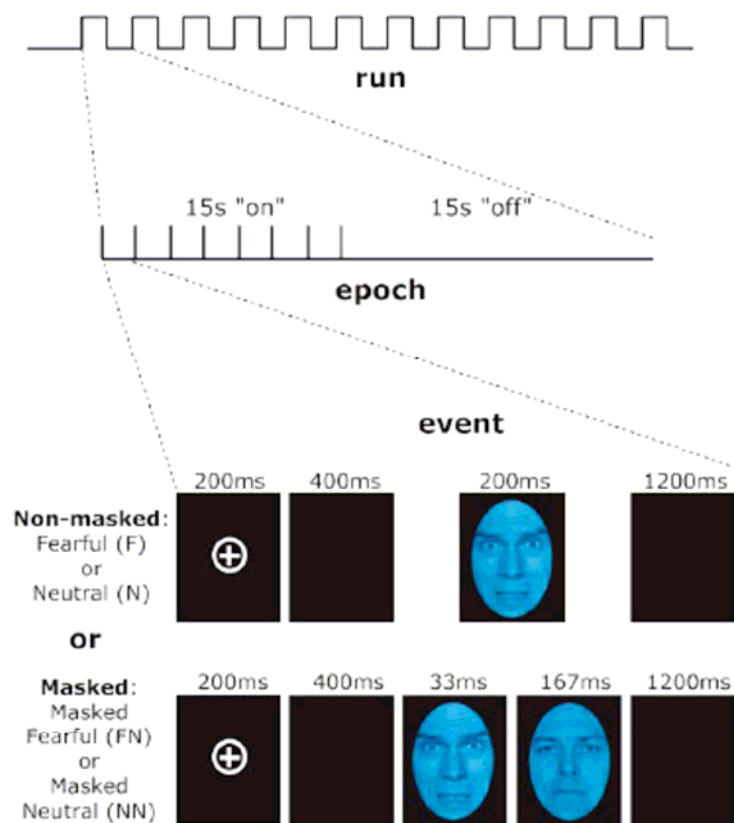 run
15s "on" 15s "off"
epoch
event
200ms 400ms 200ms 1200ms
Non-masked:
Fearful (F)
or
Neutral (N)
or
200ms 400ms 33ms 167ms 1200ms
Masked:
Masked
Fearful (FN)
or
Masked
Neutral (NN)